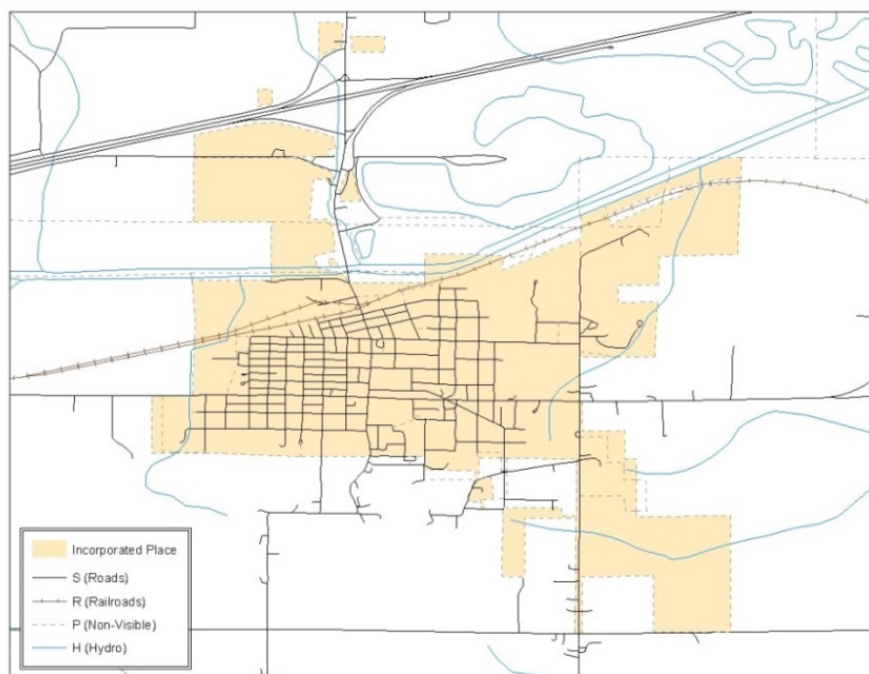 Incorporated Place
S (Roads)
R (Railroads)
P (Non-Visible)
H (Hydro)